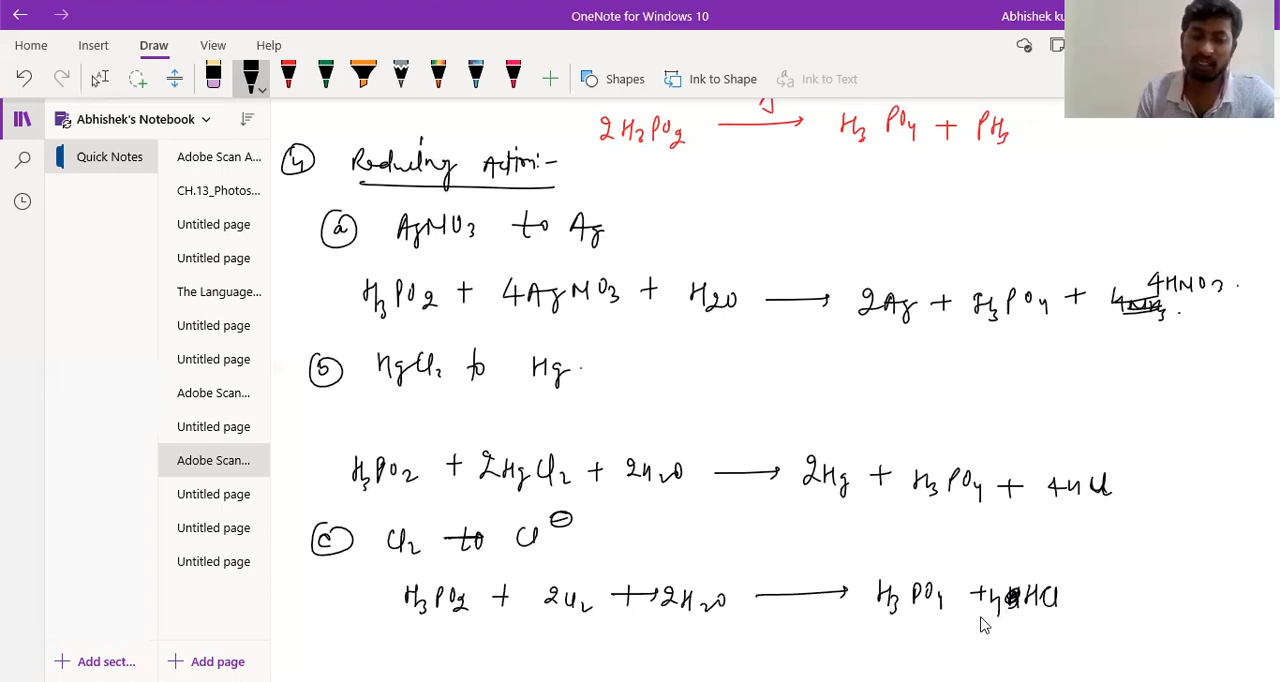 OneNote for Windows 10
Abhishek ku
Home Insert Draw View Help
Shapes Ink to Shape Ink to Text
Abhishek's Notebook
Quick Notes
Adobe Scan A...
CH.13_Photos...
Untitled page
Untitled page
The Language...
Untitled page
Untitled page
Adobe Scan...
Untitled page
Adobe Scan...
Untitled page
Untitled page
Untitled page
Add sect...
Add page
2H3PO2 → H3PO4 + PH3
④ Reducing Action:-
ⓐ AgNO3 to Ag
H3PO2 + 4AgNO3 + H2O → 2Ag + H3PO4 + 4HNO3.
ⓑ HgCl2 to Hg.
H3PO2 + 2HgCl2 + 2H2O → 2Hg + H3PO4 + 4HCl
ⓒ Cl2 to Cl⊖
H3PO2 + 2Cl2 + 2H2O → H3PO4 + 4HCl